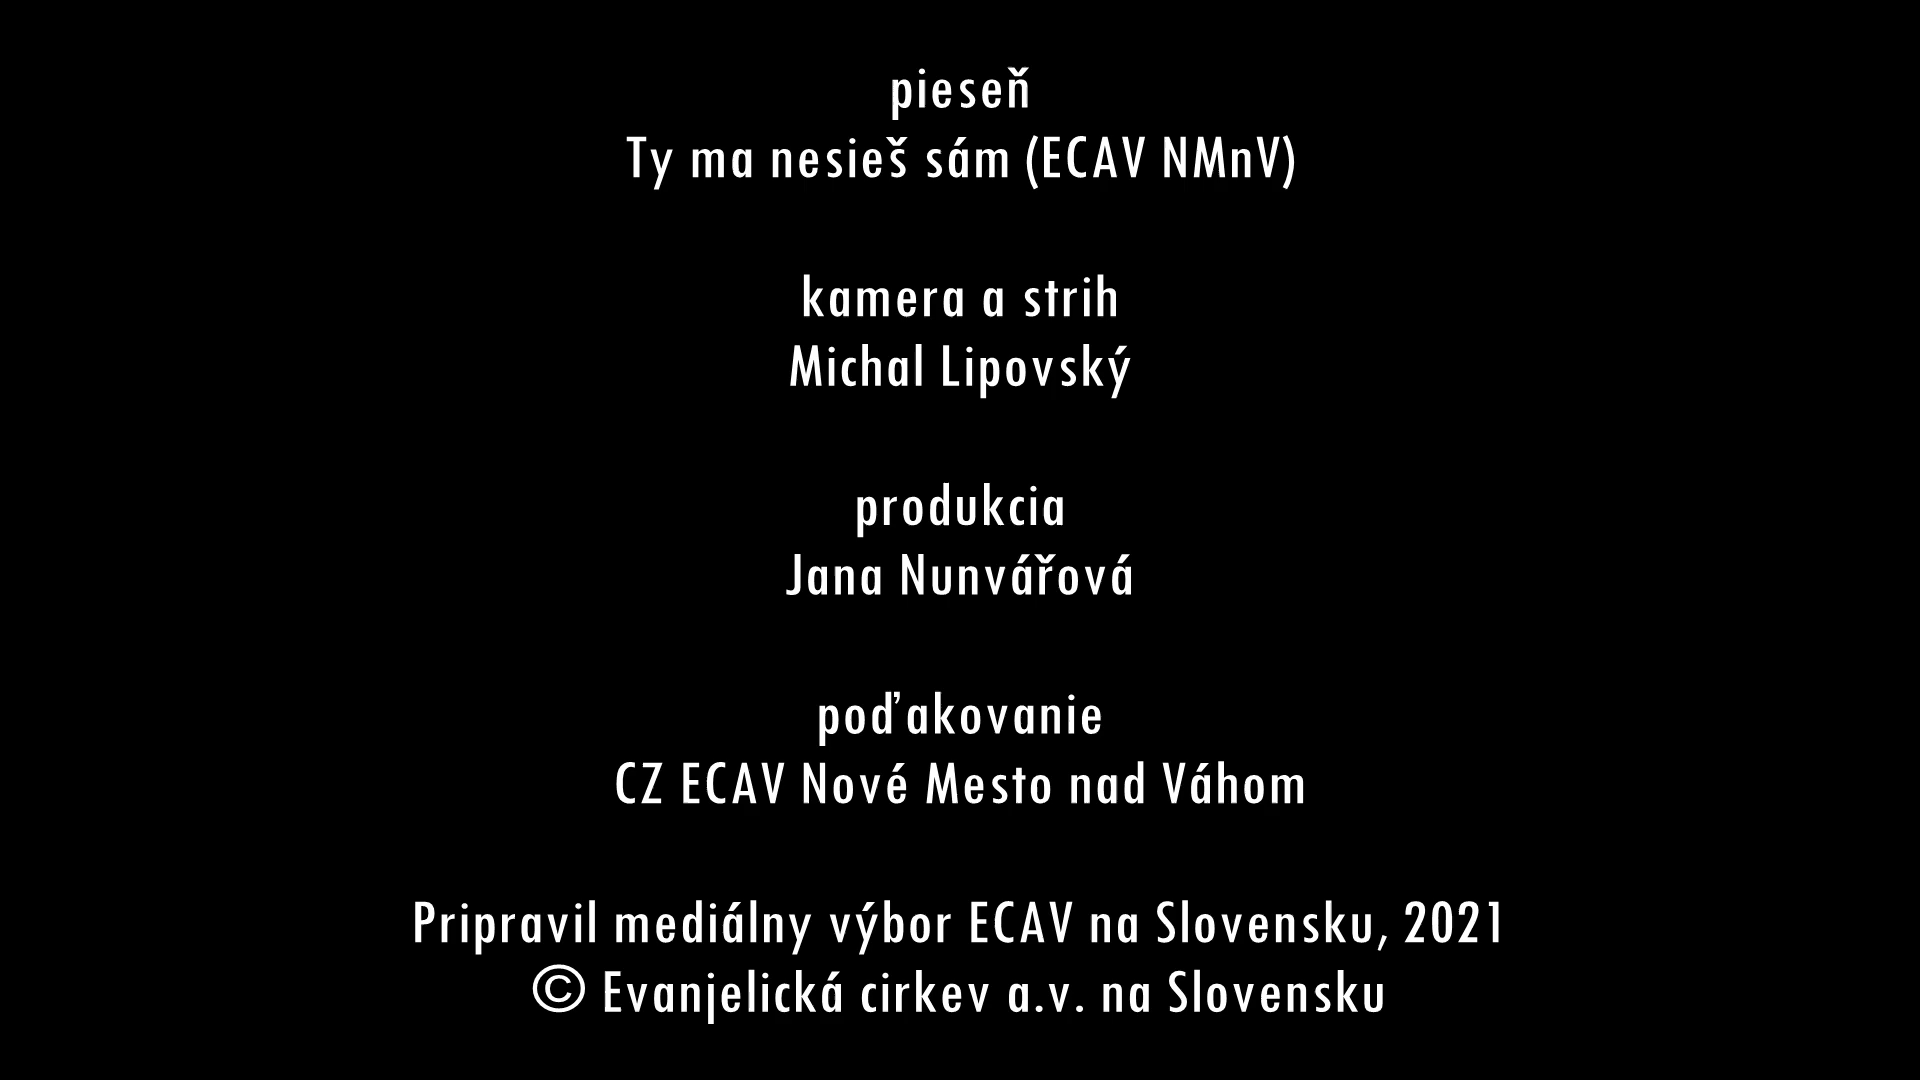 pieseň
Ty ma nesieš sám (ECAV NMnV)
kamera a strih
Michal Lipovský
produkcia
Jana Nunvářová
poďakovanie
CZ ECAV Nové Mesto nad Váhom
Pripravil mediálny výbor ECAV na Slovensku, 2021
© Evanjelická cirkev a.v. na Slovensku